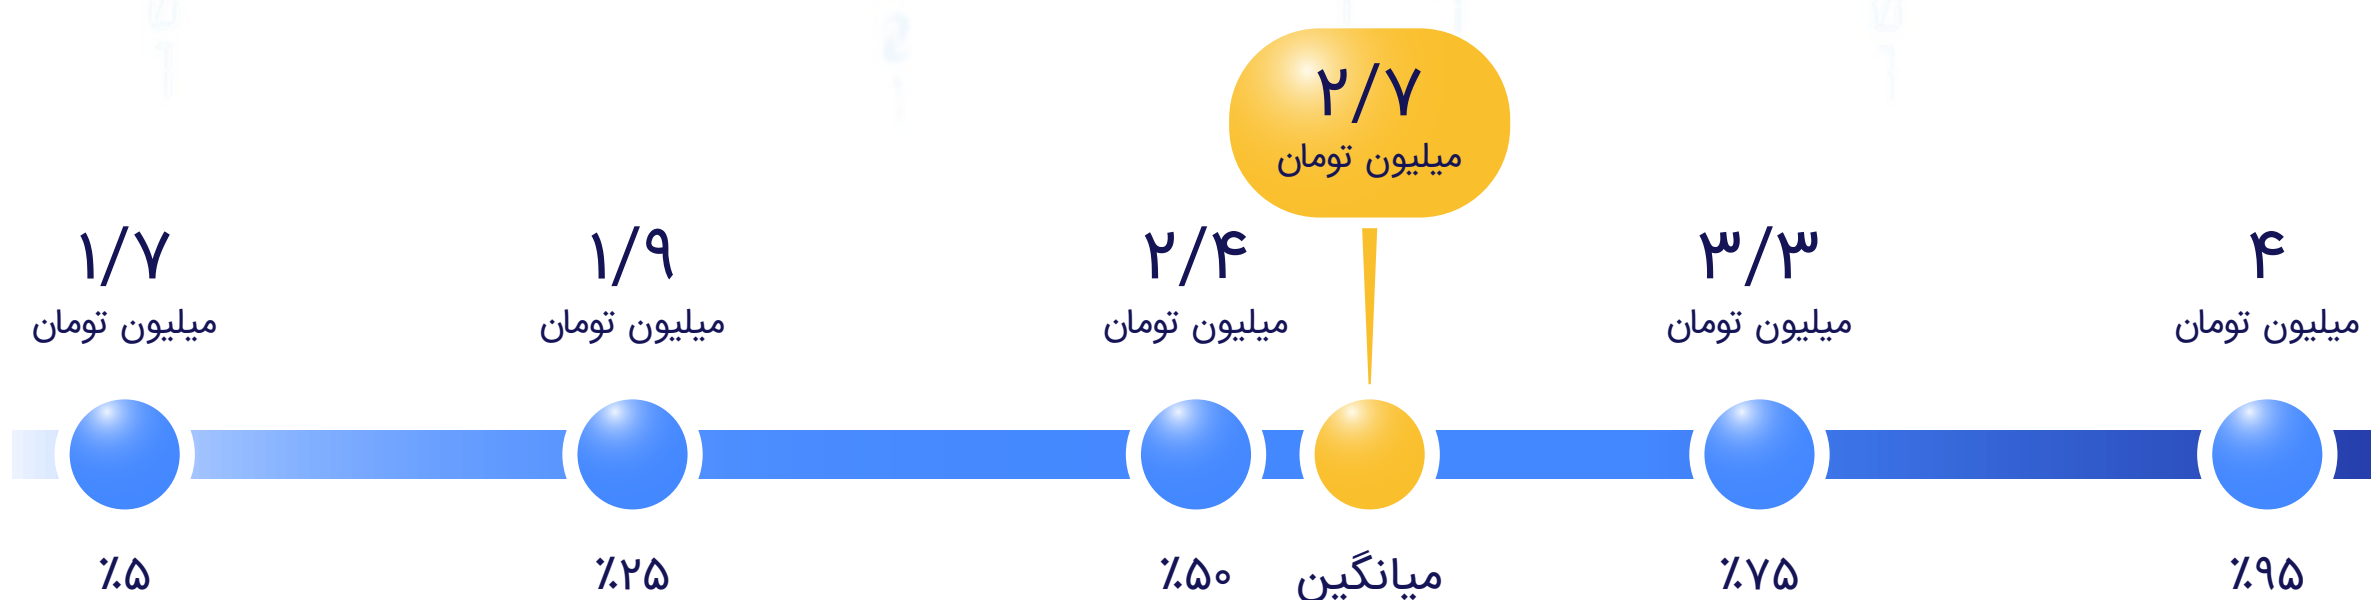 ۲/۷
میلیون تومان
۱/۷
میلیون تومان
۱/۹
میلیون تومان
۲/۴
میلیون تومان
۳/۳
میلیون تومان
۴
میلیون تومان
٪۵
٪۲۵
٪۵۰
میانگین
٪۷۵
٪۹۵